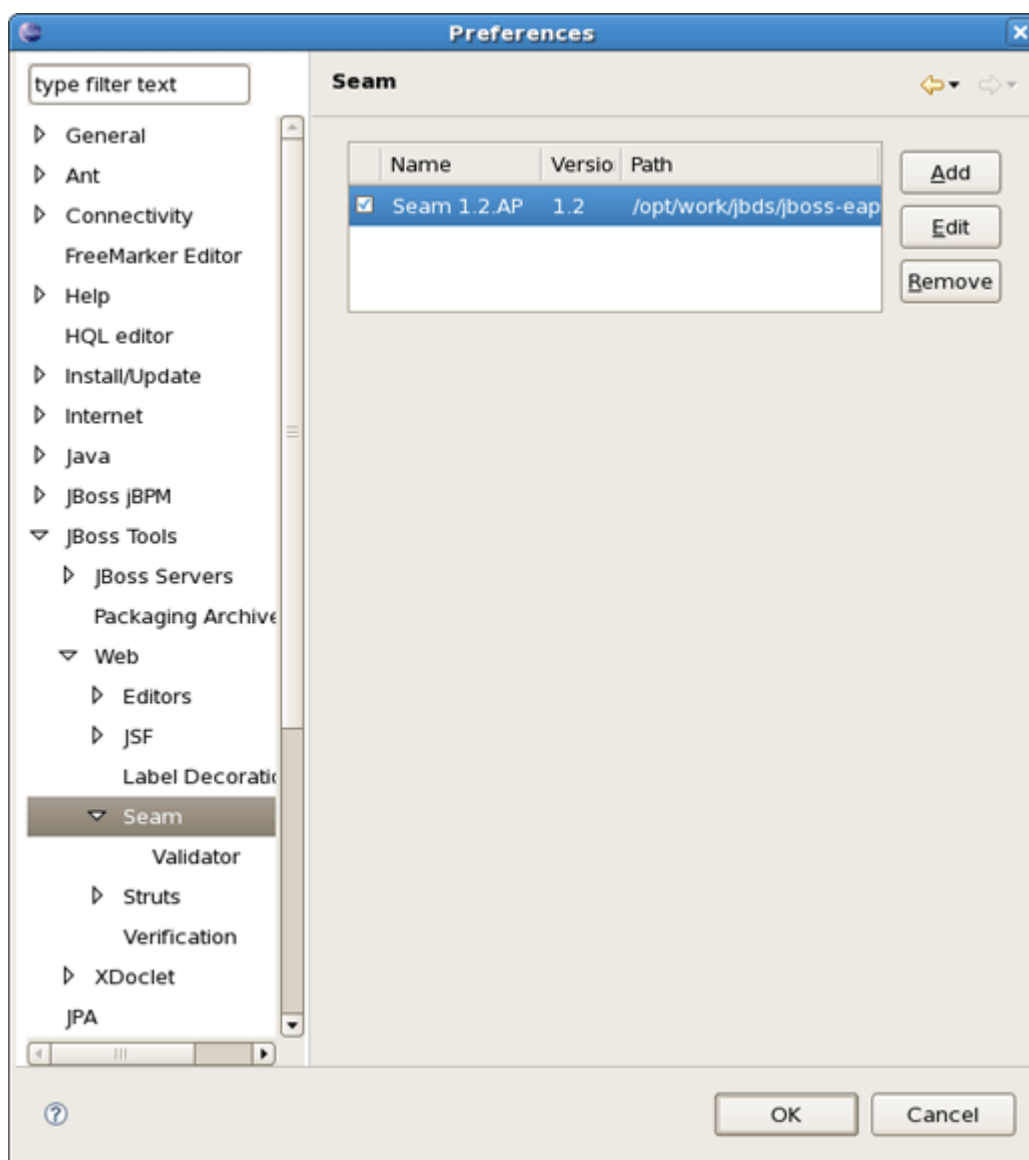 Preferences
type filter text
Seam
General
Ant
Connectivity
FreeMarker Editor
Help
HQL editor
Install/Update
Internet
Java
JBoss jBPM
JBoss Tools
JBoss Servers
Packaging Archive
Web
Editors
JSF
Label Decoratic
Seam
Validator
Struts
Verification
XDoclet
JPA
Name Versio Path
Seam 1.2.AP 1.2 /opt/work/jbds/jboss-eap
Add
Edit
Remove
OK Cancel